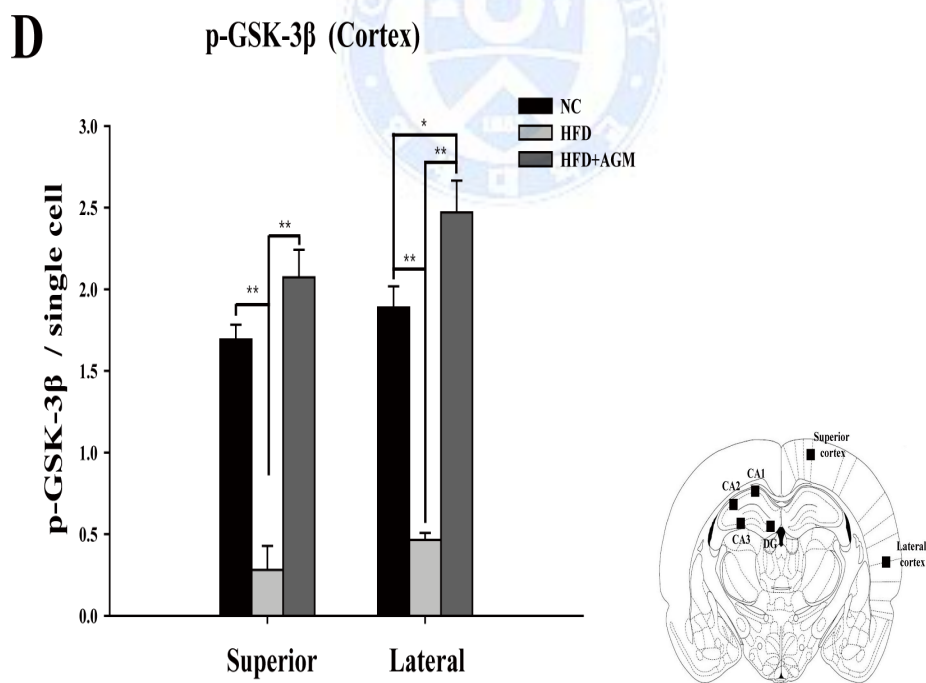 D
p-GSK-3β (Cortex)
NC
HFD
HFD+AGM
p-GSK-3β / single cell
3.0
2.5
2.0
1.5
1.0
0.5
0.0
*
**
**
**
**
Superior
Lateral
Superior
cortex
CA1
CA2
CA3
DG
Lateral
cortex